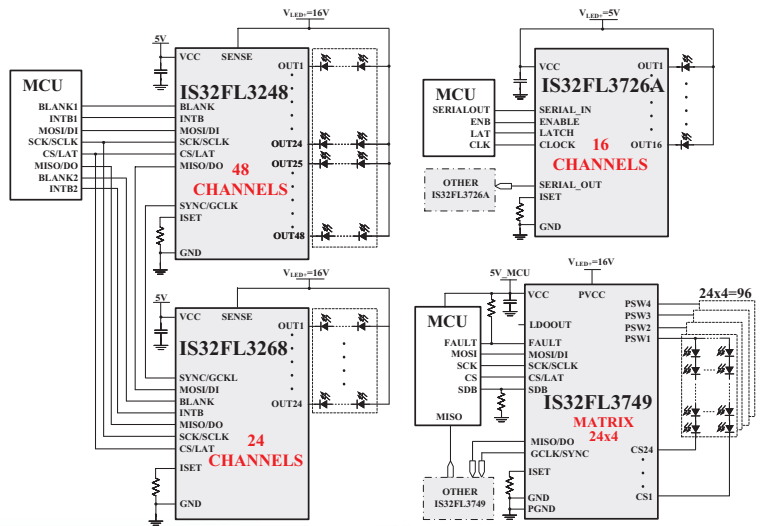 V LED+=16V
5V
VCC SENSE
OUT1
MCU
IS32FL3248
BLANK1
INTB1
MOSI/DI
SCK/SCLK
CS/LAT
MISO/DO
BLANK2
INTB2
BLANK
INTB
MOSI/DI
SCK/SCLK
CS/LAT
MISO/DO
OUT24
OUT25
48
CHANNELS
SYNC/GCLK
ISET
OUT48
GND
V LED+=16V
5V
VCC SENSE
OUT1
IS32FL3268
SYNC/GCKL
MOSI/DI
BLANK
INTB
MISO/DO
SCK/SCLK
CS/LAT
OUT24
24
CHANNELS
ISET
GND
V LED+=5V
VCC
OUT1
IS32FL3726A
MCU
SERIALOUT
ENB
LAT
CLK
SERIAL_IN
ENABLE
LATCH
CLOCK
OUT16
16
CHANNELS
OTHER
IS32FL3726A
SERIAL_OUT
ISET
GND
V LED+=16V
5V_MCU
VCC PVCC
24x4=96
PSW4
PSW3
PSW2
PSW1
MCU
LDOOUT
FAULT
MOSI
SCK
CS
SDB
MISO
FAULT
MOSI/DI
SCK/SCLK
CS/LAT
SDB
IS32FL3749
MATRIX
24x4
MISO/DO
GCLK/SYNC
CS24
ISET
OTHER
IS32FL3749
GND
PGND
CS1